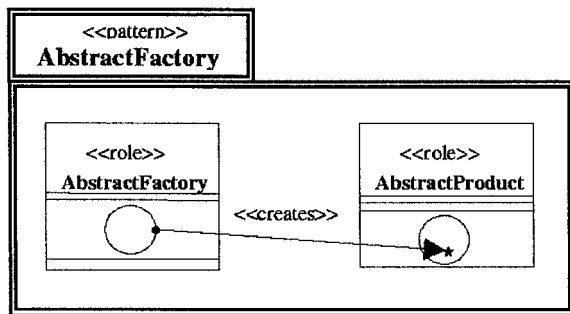 <<pattern>>
AbstractFactory
<<role>>
AbstractFactory
<<creates>>
<<role>>
AbstractProduct
*